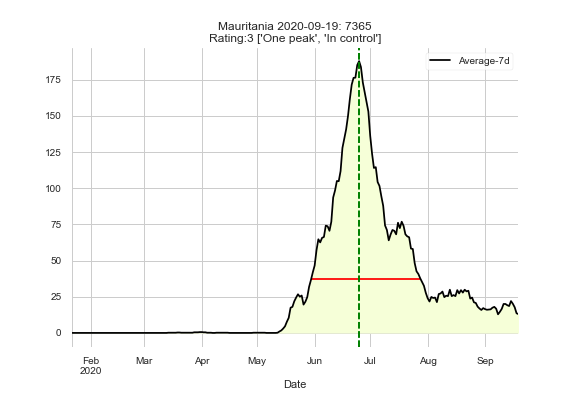 Mauritania 2020-09-19: 7365
Rating:3 ['One peak', 'In control']
Average-7d
175
150
125
100
75
50
25
0
Feb Mar Apr May Jun Jul Aug Sep
2020
Date